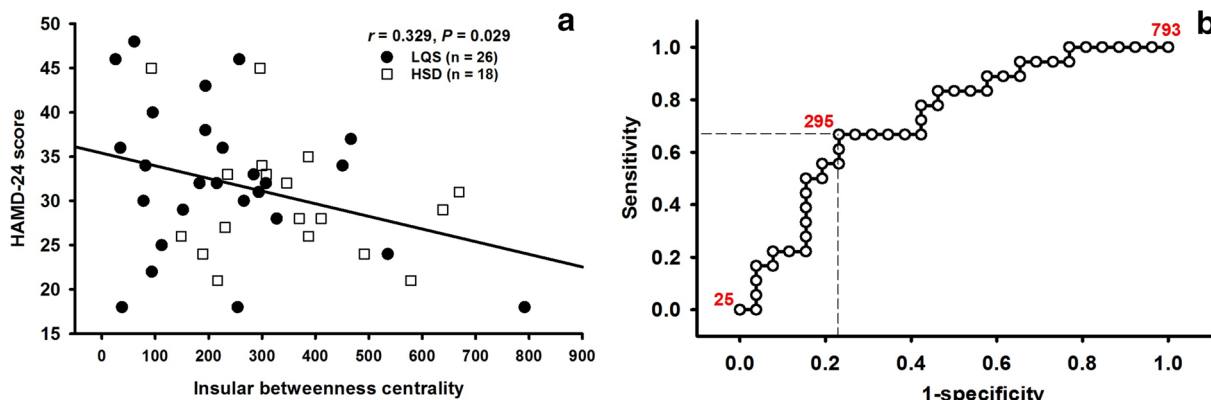 a
r = 0.329, P = 0.029
LQS (n = 26)
HSD (n = 18)
HAMD-24 score
50
45
40
35
30
25
20
15
0 100 200 300 400 500 600 700 800 900
Insular betweenness centrality
b
793
295
25
Sensitivity
1.0
0.8
0.6
0.4
0.2
0.0
0.0 0.2 0.4 0.6 0.8 1.0
1-specificity